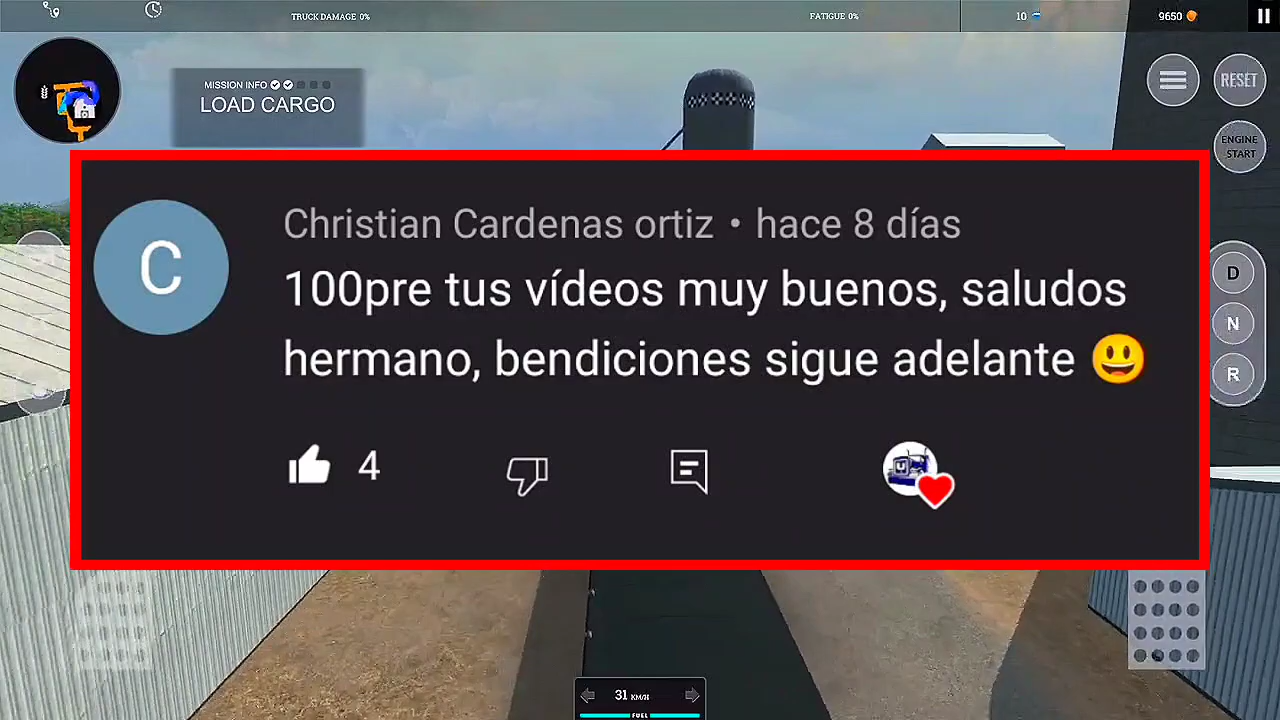 TRUCK DAMAGE 0%
FATIGUE 0%
10
9650
MISSION INFO
LOAD CARGO
RESET
ENGINE
START
C
Christian Cardenas ortiz • hace 8 días
100pre tus vídeos muy buenos, saludos
hermano, bendiciones sigue adelante 😃
4
D
N
R
31 KM/H
FUEL